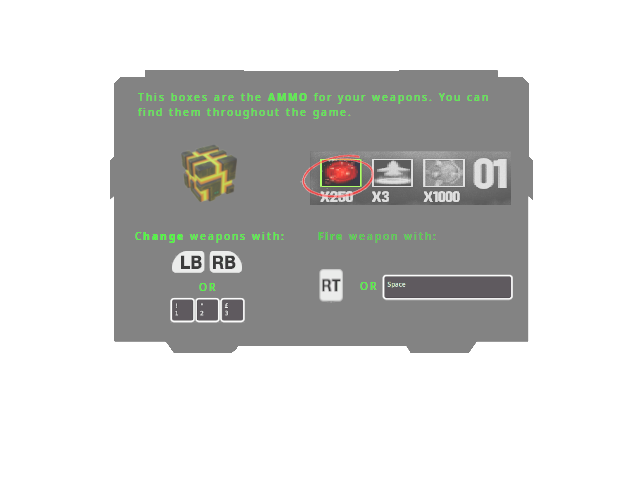 This boxes are the AMMO for your weapons. You can
find them throughout the game.
X250 X3 X1000 01
Change weapons with: Fire weapon with:
LB RB
RT OR Space
OR
! " £
1 2 3